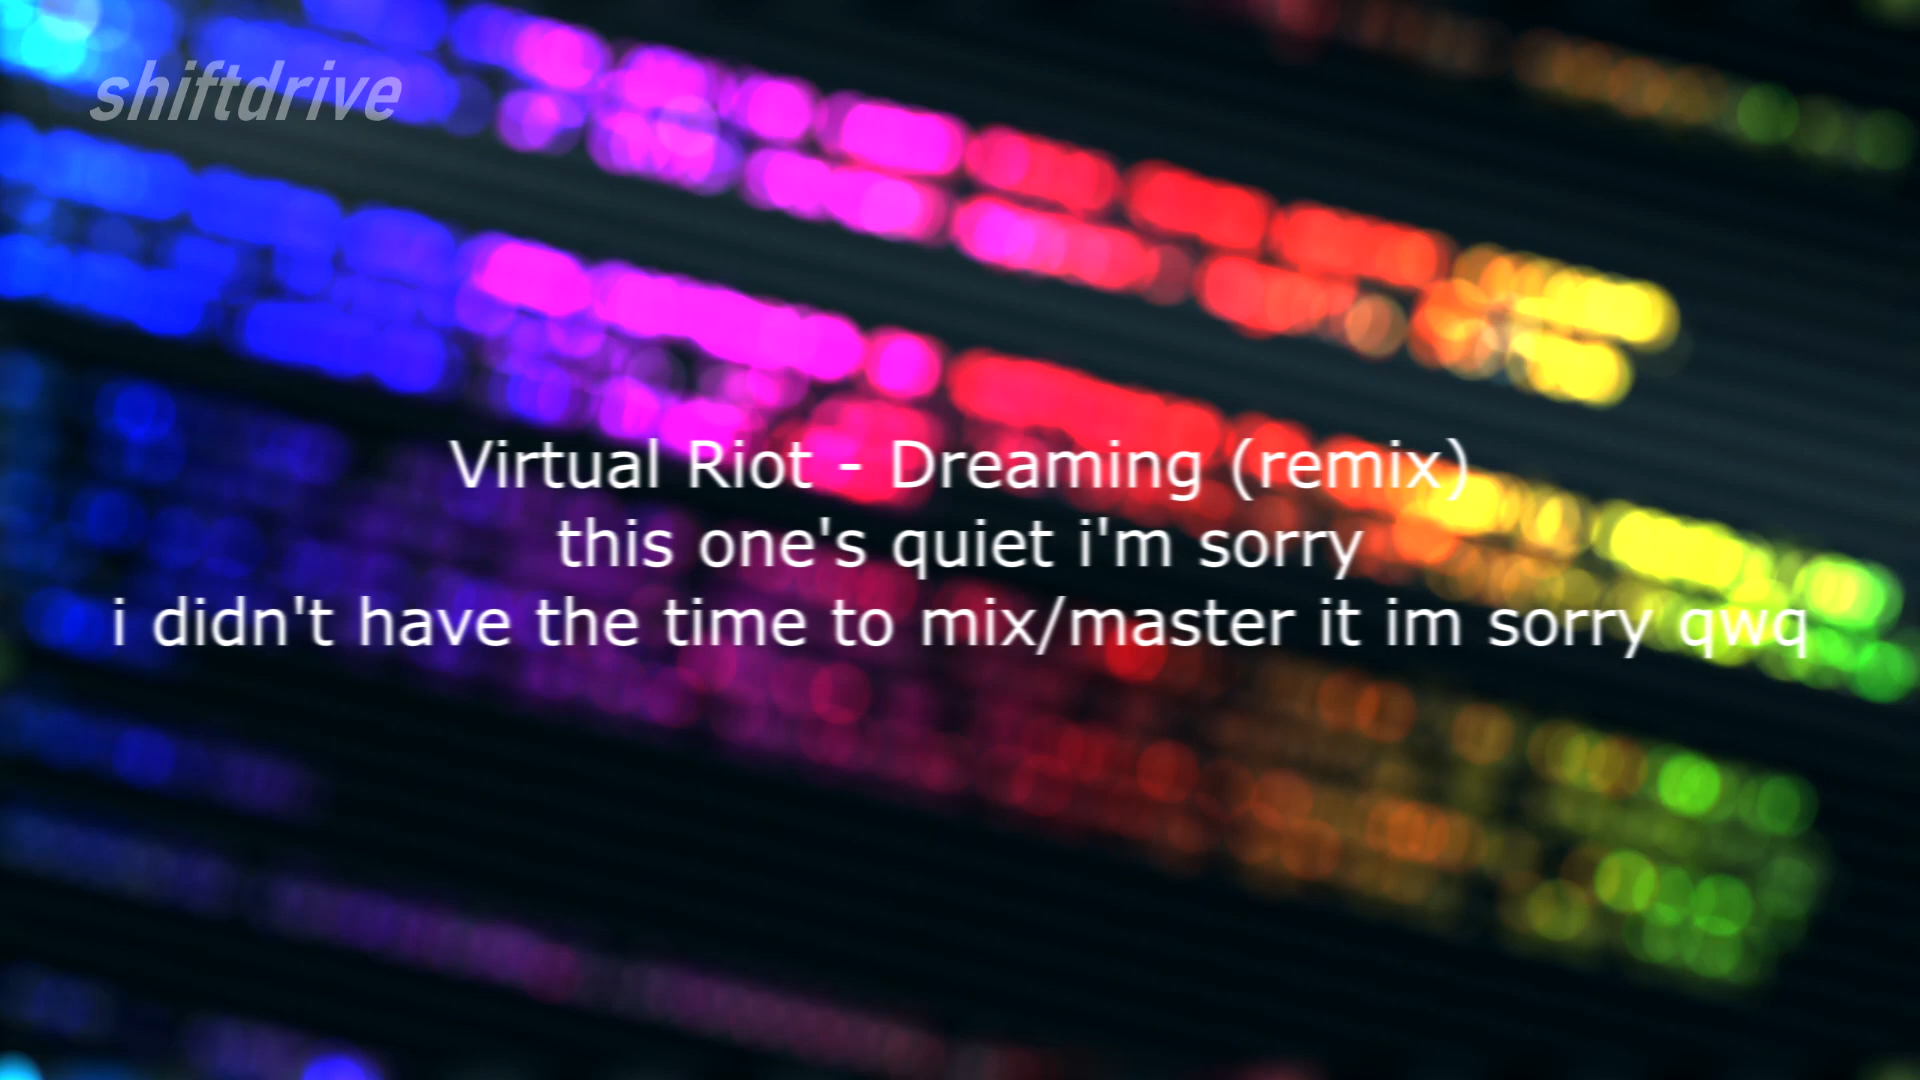 shiftdrive
Virtual Riot - Dreaming (remix)
this one's quiet i'm sorry
i didn't have the time to mix/master it im sorry qwq